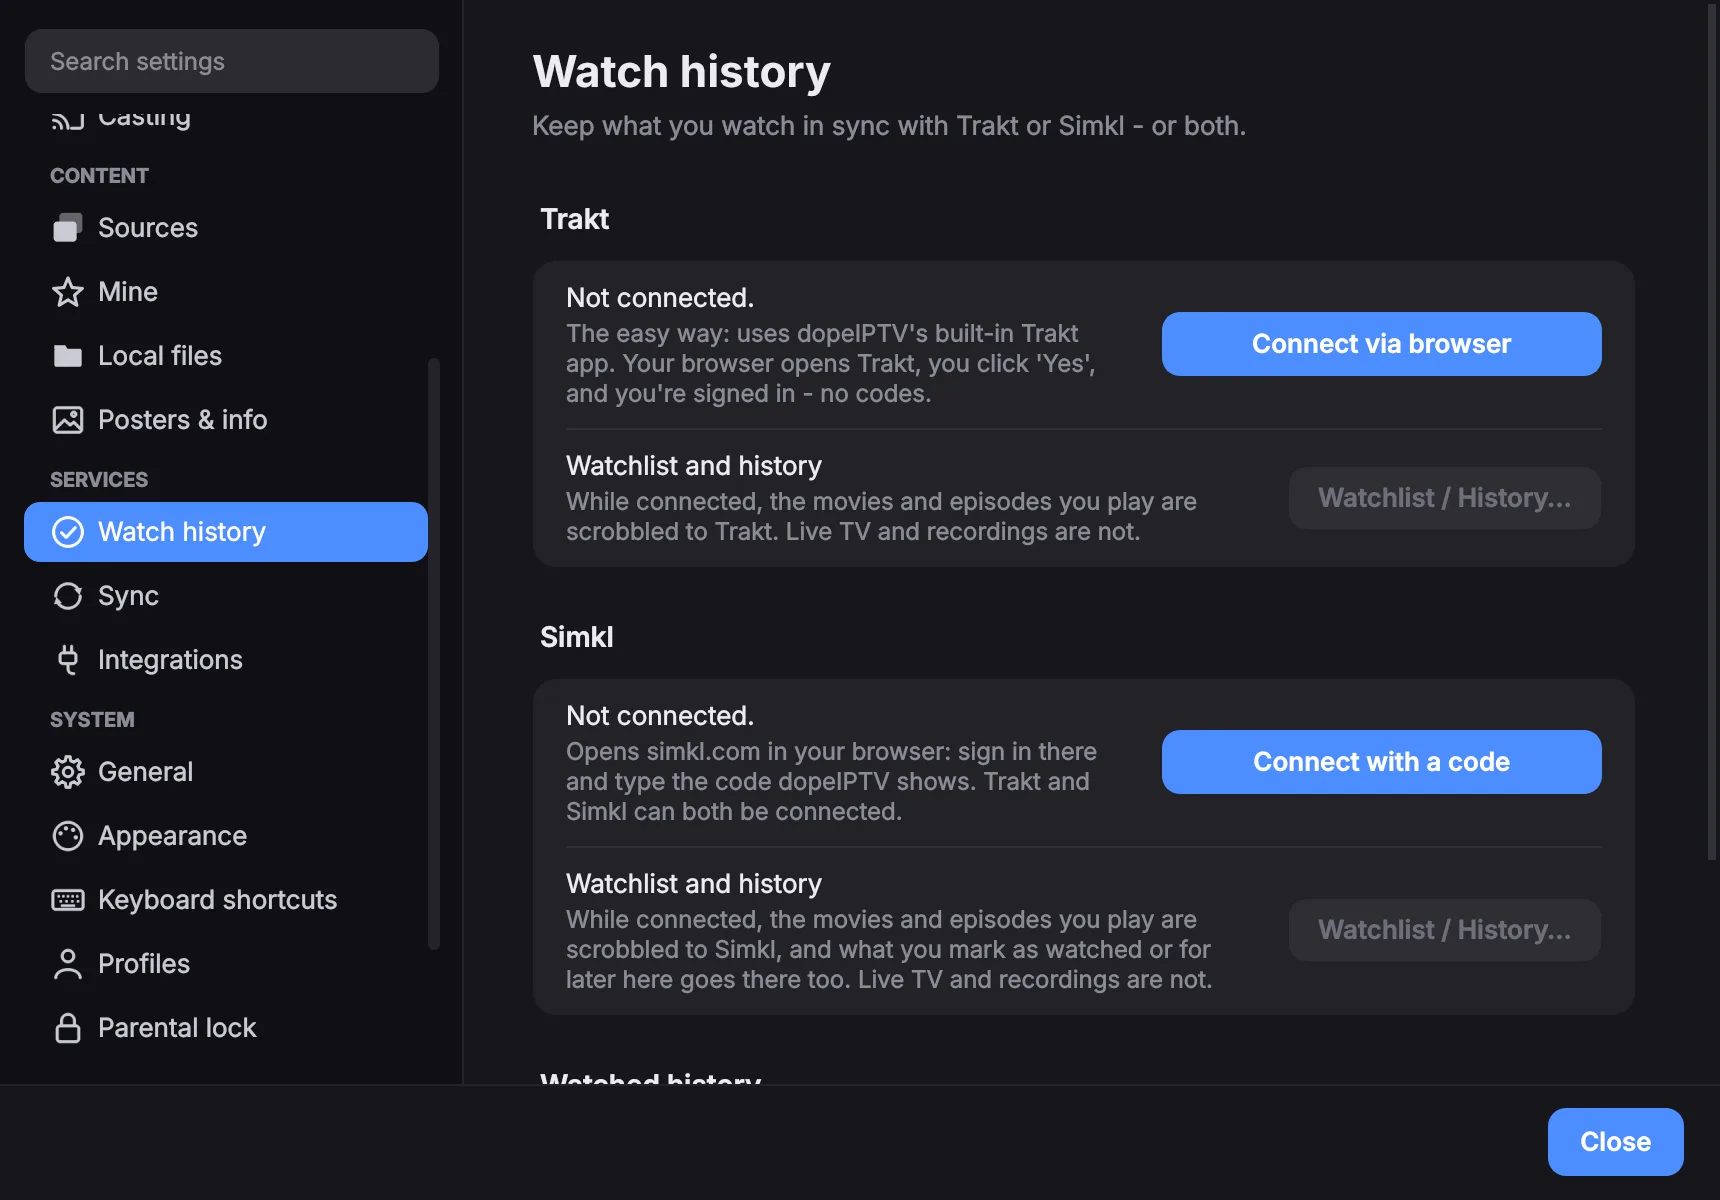 Search settings
Casting
CONTENT
Sources
Mine
Local files
Posters & info
SERVICES
Watch history
Sync
Integrations
SYSTEM
General
Appearance
Keyboard shortcuts
Profiles
Parental lock
Watch history
Keep what you watch in sync with Trakt or Simkl - or both.
Trakt
Not connected.
The easy way: uses dopeIPTV's built-in Trakt
app. Your browser opens Trakt, you click 'Yes',
and you're signed in - no codes.
Connect via browser
Watchlist and history
While connected, the movies and episodes you play are
scrobbled to Trakt. Live TV and recordings are not.
Watchlist / History...
Simkl
Not connected.
Opens simkl.com in your browser: sign in there
and type the code dopeIPTV shows. Trakt and
Simkl can both be connected.
Connect with a code
Watchlist and history
While connected, the movies and episodes you play are
scrobbled to Simkl, and what you mark as watched or for
later here goes there too. Live TV and recordings are not.
Watchlist / History...
Watched history
Close